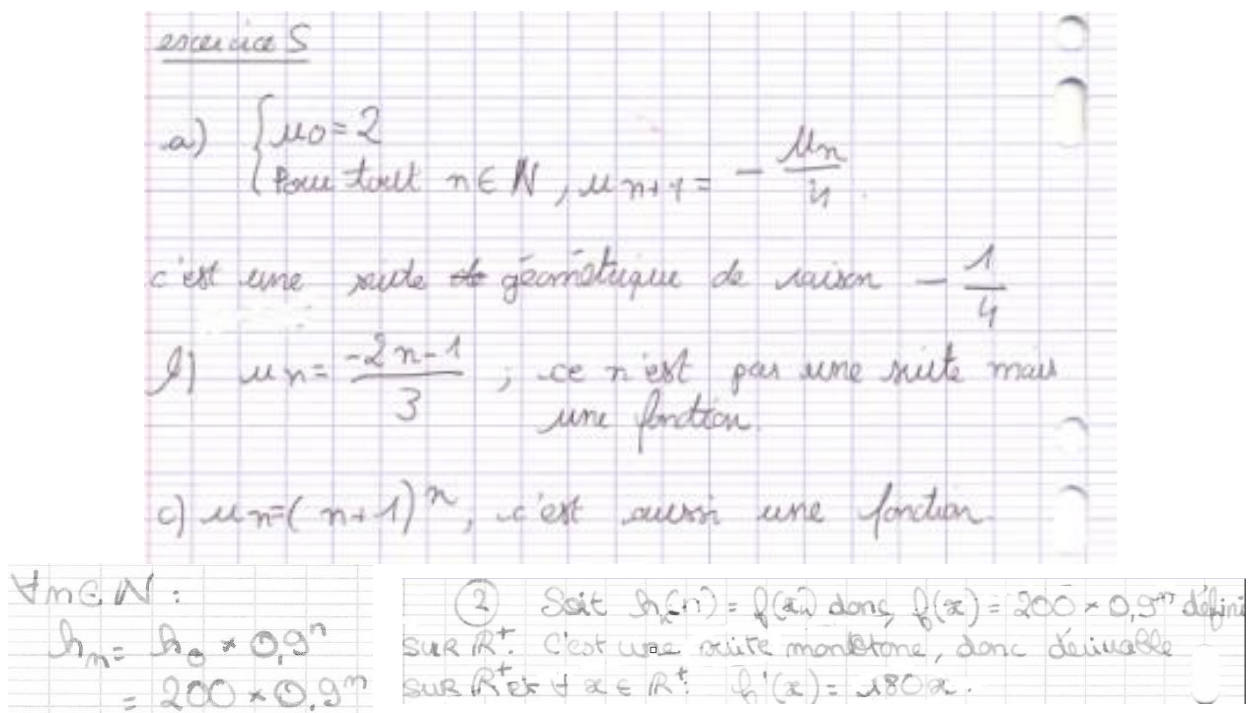 excercice 5
a) { u0 = 2
Pour tout n ∈ N, u n+1 = - Un/4.
c'est une suite géométrique de raison - 1/4
b) un = (-2n-1)/3 ; ce n'est pas une suite mais
une fonction.
c) un = (n+1)^n, c'est aussi une fonction.
∀n∈N :
hn = h0 × 0,9^n
= 200 × 0,9^n
② Soit = donc f(x) = 200 × 0,9^n défini
sur R+. C'est une suite monotone, donc dérivable
sur R+ et ∀ x ∈ R+ : f'(x) = 180x.